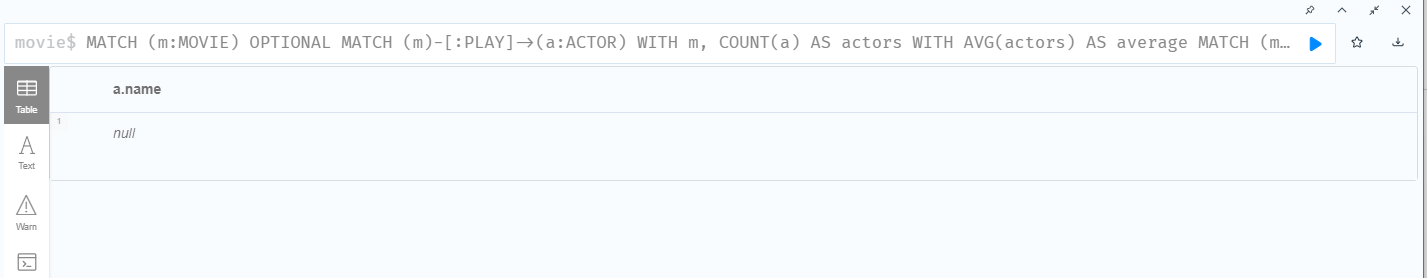 movie$ MATCH (m:MOVIE) OPTIONAL MATCH (m)-[:PLAY]->(a:ACTOR) WITH m, COUNT(a) AS actors WITH AVG(actors) AS average MATCH (m…
Table
a.name
1
null
Text
Warn